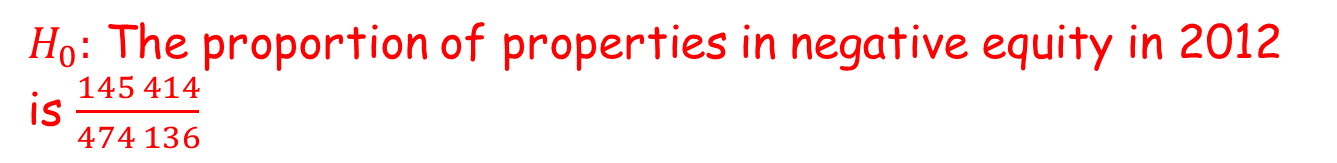 H₀: The proportion of properties in negative equity in 2012
is 145 414/474 136